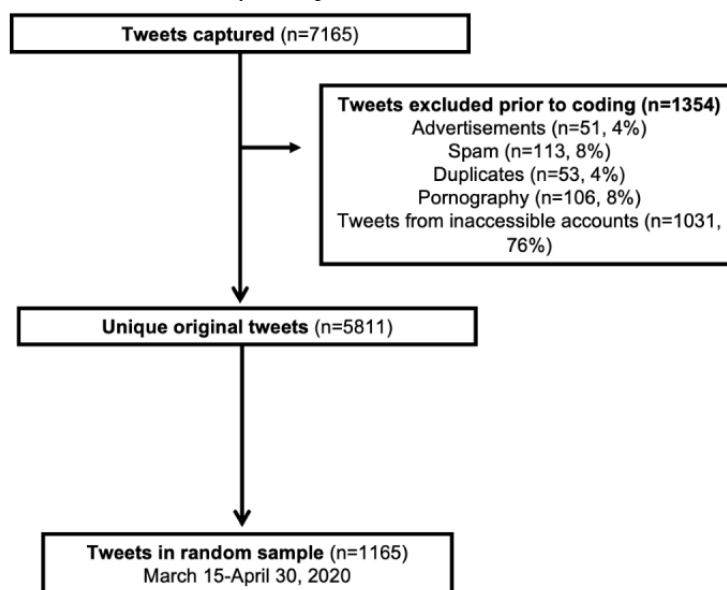 Tweets captured (n=7165)
Tweets excluded prior to coding (n=1354)
Advertisements (n=51, 4%)
Spam (n=113, 8%)
Duplicates (n=53, 4%)
Pornography (n=106, 8%)
Tweets from inaccessible accounts (n=1031,
76%)
Unique original tweets (n=5811)
Tweets in random sample (n=1165)
March 15-April 30, 2020